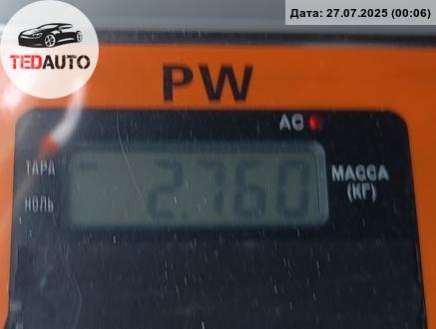 Дата: 27.07.2025 (00:06)
TEDAUTO
PW
AC
ТАРА
2.760
МАССА
(КГ)
НОЛЬ